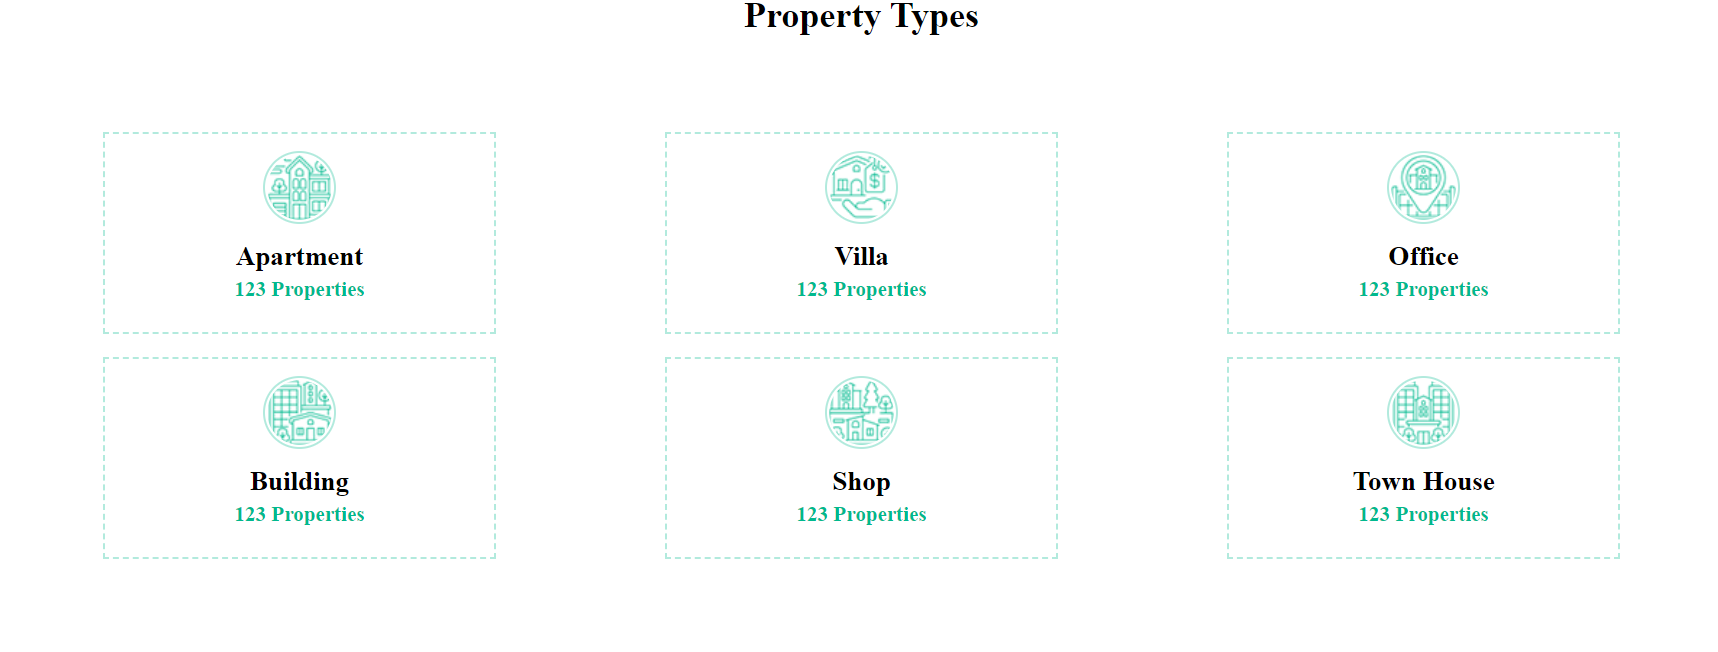 Property Types
Apartment
123 Properties
Villa
123 Properties
Office
123 Properties
Building
123 Properties
Shop
123 Properties
Town House
123 Properties